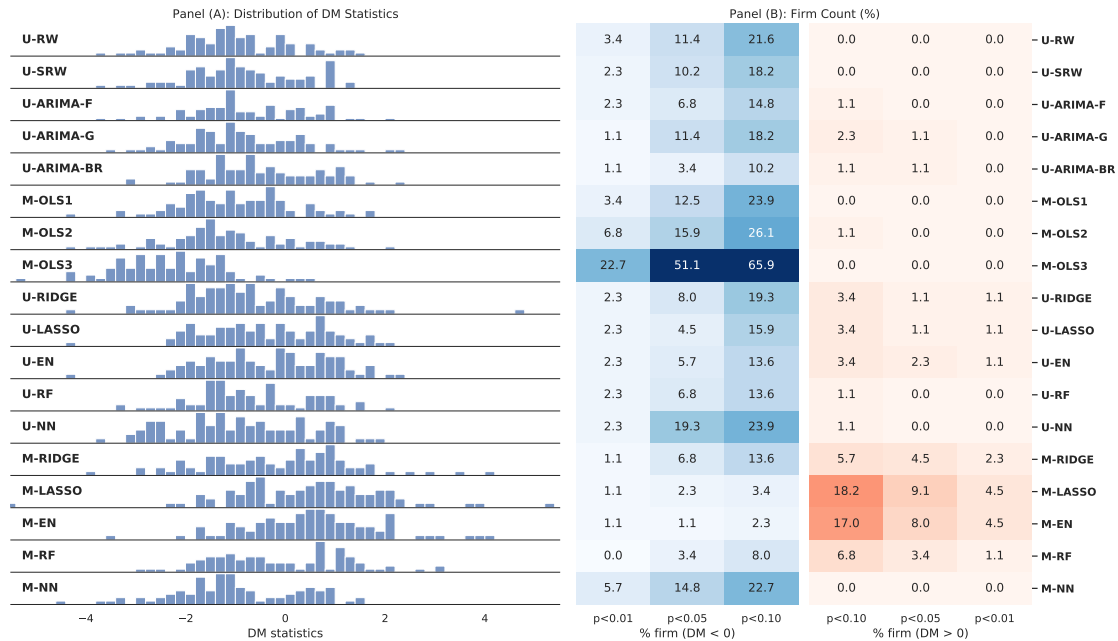 Panel (A): Distribution of DM Statistics
Panel (B): Firm Count (%)
U-RW 3.4 11.4 21.6 0.0 0.0 0.0 U-RW
U-SRW 2.3 10.2 18.2 0.0 0.0 0.0 U-SRW
U-ARIMA-F 2.3 6.8 14.8 1.1 0.0 0.0 U-ARIMA-F
U-ARIMA-G 1.1 11.4 18.2 2.3 1.1 0.0 U-ARIMA-G
U-ARIMA-BR 1.1 3.4 10.2 1.1 1.1 0.0 U-ARIMA-BR
M-OLS1 3.4 12.5 23.9 0.0 0.0 0.0 M-OLS1
M-OLS2 6.8 15.9 26.1 1.1 0.0 0.0 M-OLS2
M-OLS3 22.7 51.1 65.9 0.0 0.0 0.0 M-OLS3
U-RIDGE 2.3 8.0 19.3 3.4 1.1 1.1 U-RIDGE
U-LASSO 2.3 4.5 15.9 3.4 1.1 1.1 U-LASSO
U-EN 2.3 5.7 13.6 3.4 2.3 1.1 U-EN
U-RF 2.3 6.8 13.6 1.1 0.0 0.0 U-RF
U-NN 2.3 19.3 23.9 1.1 0.0 0.0 U-NN
M-RIDGE 1.1 6.8 13.6 5.7 4.5 2.3 M-RIDGE
M-LASSO 1.1 2.3 3.4 18.2 9.1 4.5 M-LASSO
M-EN 1.1 1.1 2.3 17.0 8.0 4.5 M-EN
M-RF 0.0 3.4 8.0 6.8 3.4 1.1 M-RF
M-NN 5.7 14.8 22.7 0.0 0.0 0.0 M-NN
−4 −2 0 2 4 p<0.01 p<0.05 p<0.10 p<0.10 p<0.05 p<0.01
DM statistics % firm (DM < 0) % firm (DM > 0)